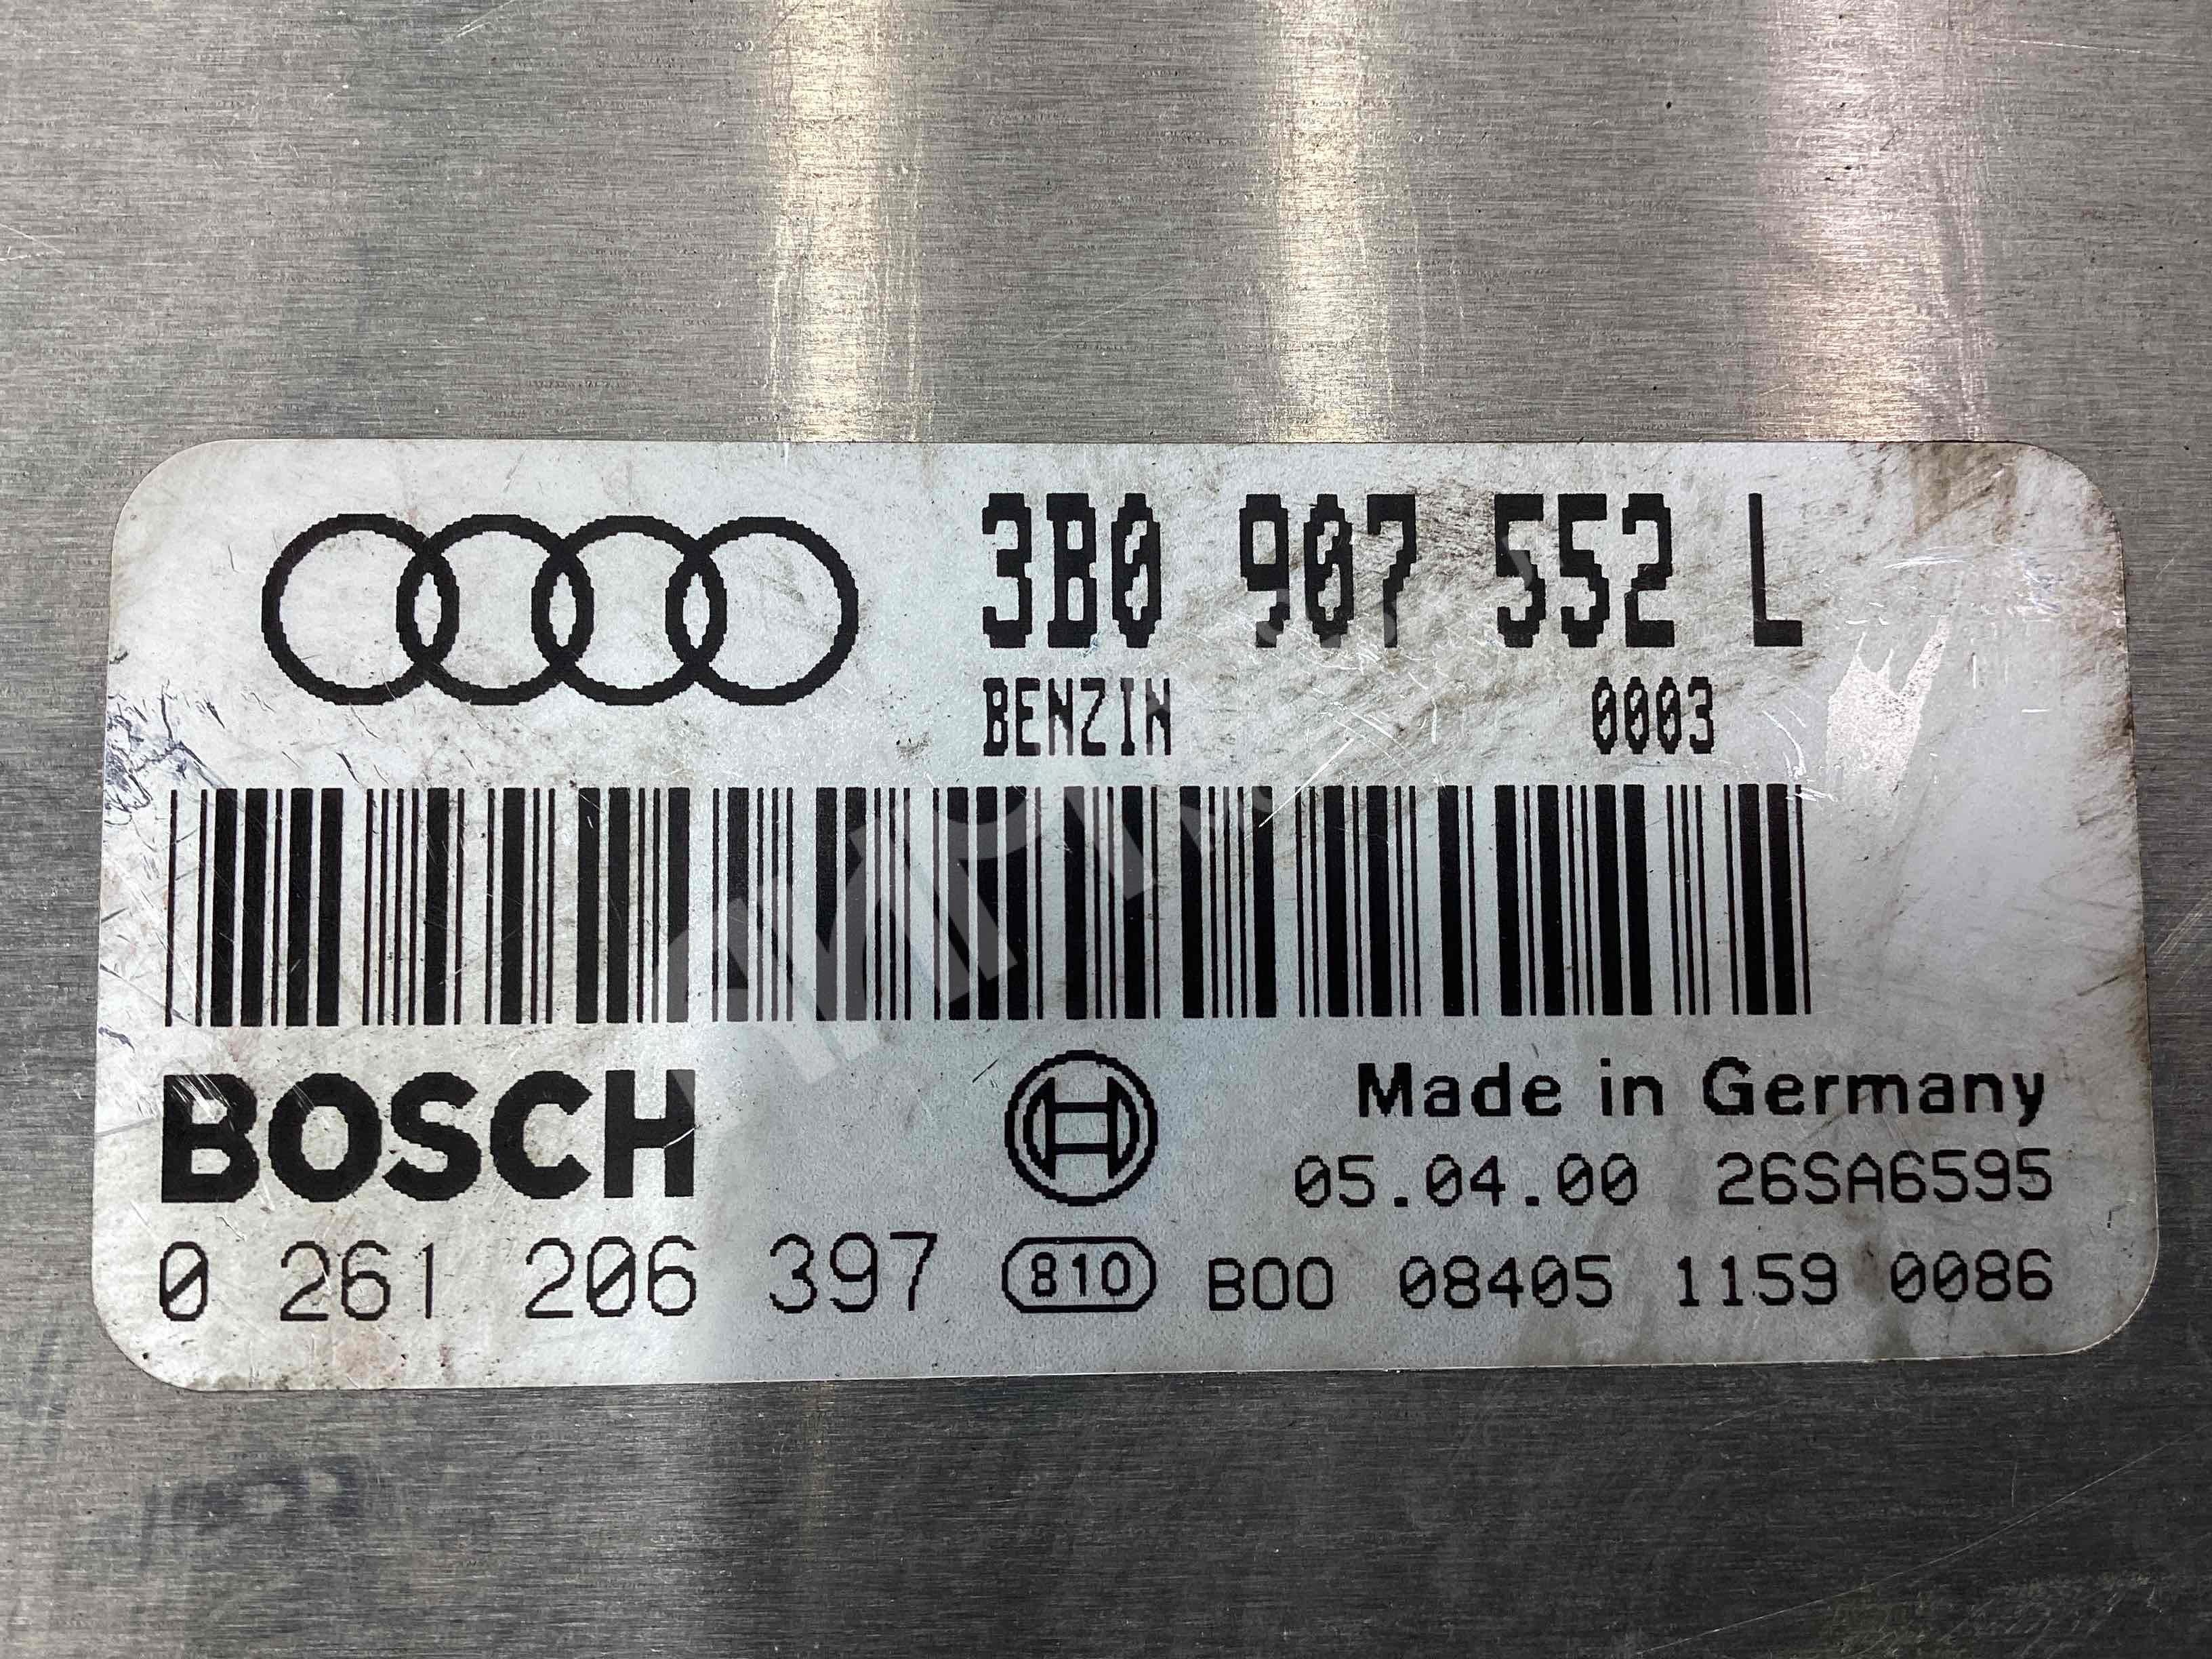 3B0 907 552 L
BENZIN 0003
BOSCH
Made in Germany
05.04.00 26SA6595
0 261 206 397 810 B00 08405 1159 0086